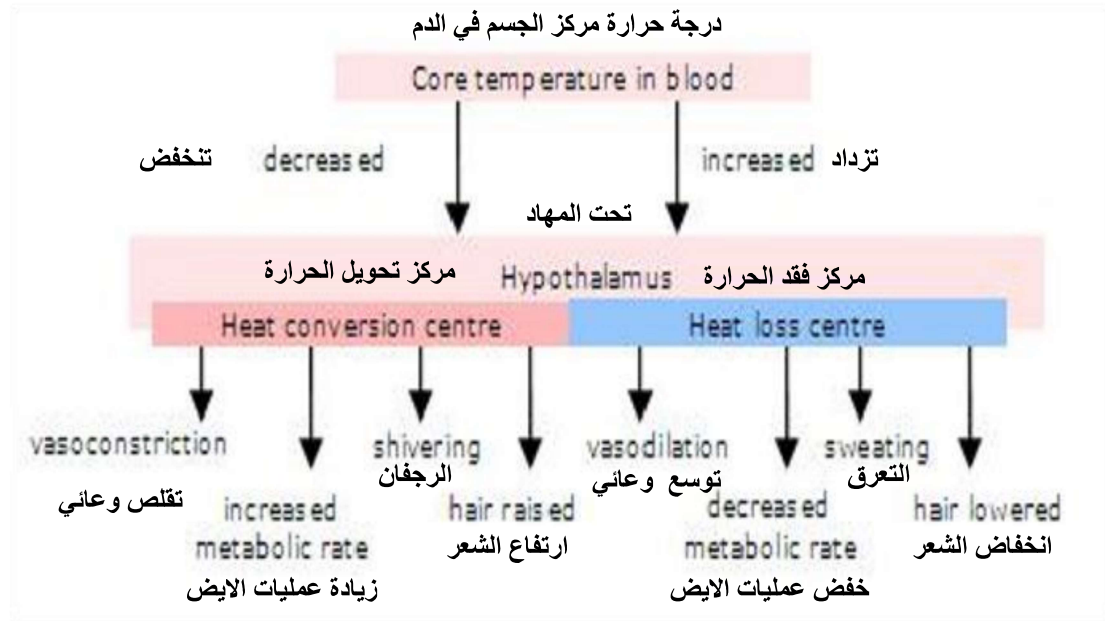 درجة حرارة مركز الجسم في الدم
Core temperature in blood
تنخفض decreased
increased تزداد
تحت المهاد
مركز تحويل الحرارة Hypothalamus مركز فقد الحرارة
Heat conversion centre
Heat loss centre
vasoconstriction
تقلص وعائي
increased
metabolic rate
زيادة عمليات الايض
shivering
الرجفان
hair raised
ارتفاع الشعر
vasodilation
توسع وعائي
decreased
metabolic rate
خفض عمليات الايض
sweating
التعرق
hair lowered
انخفاض الشعر